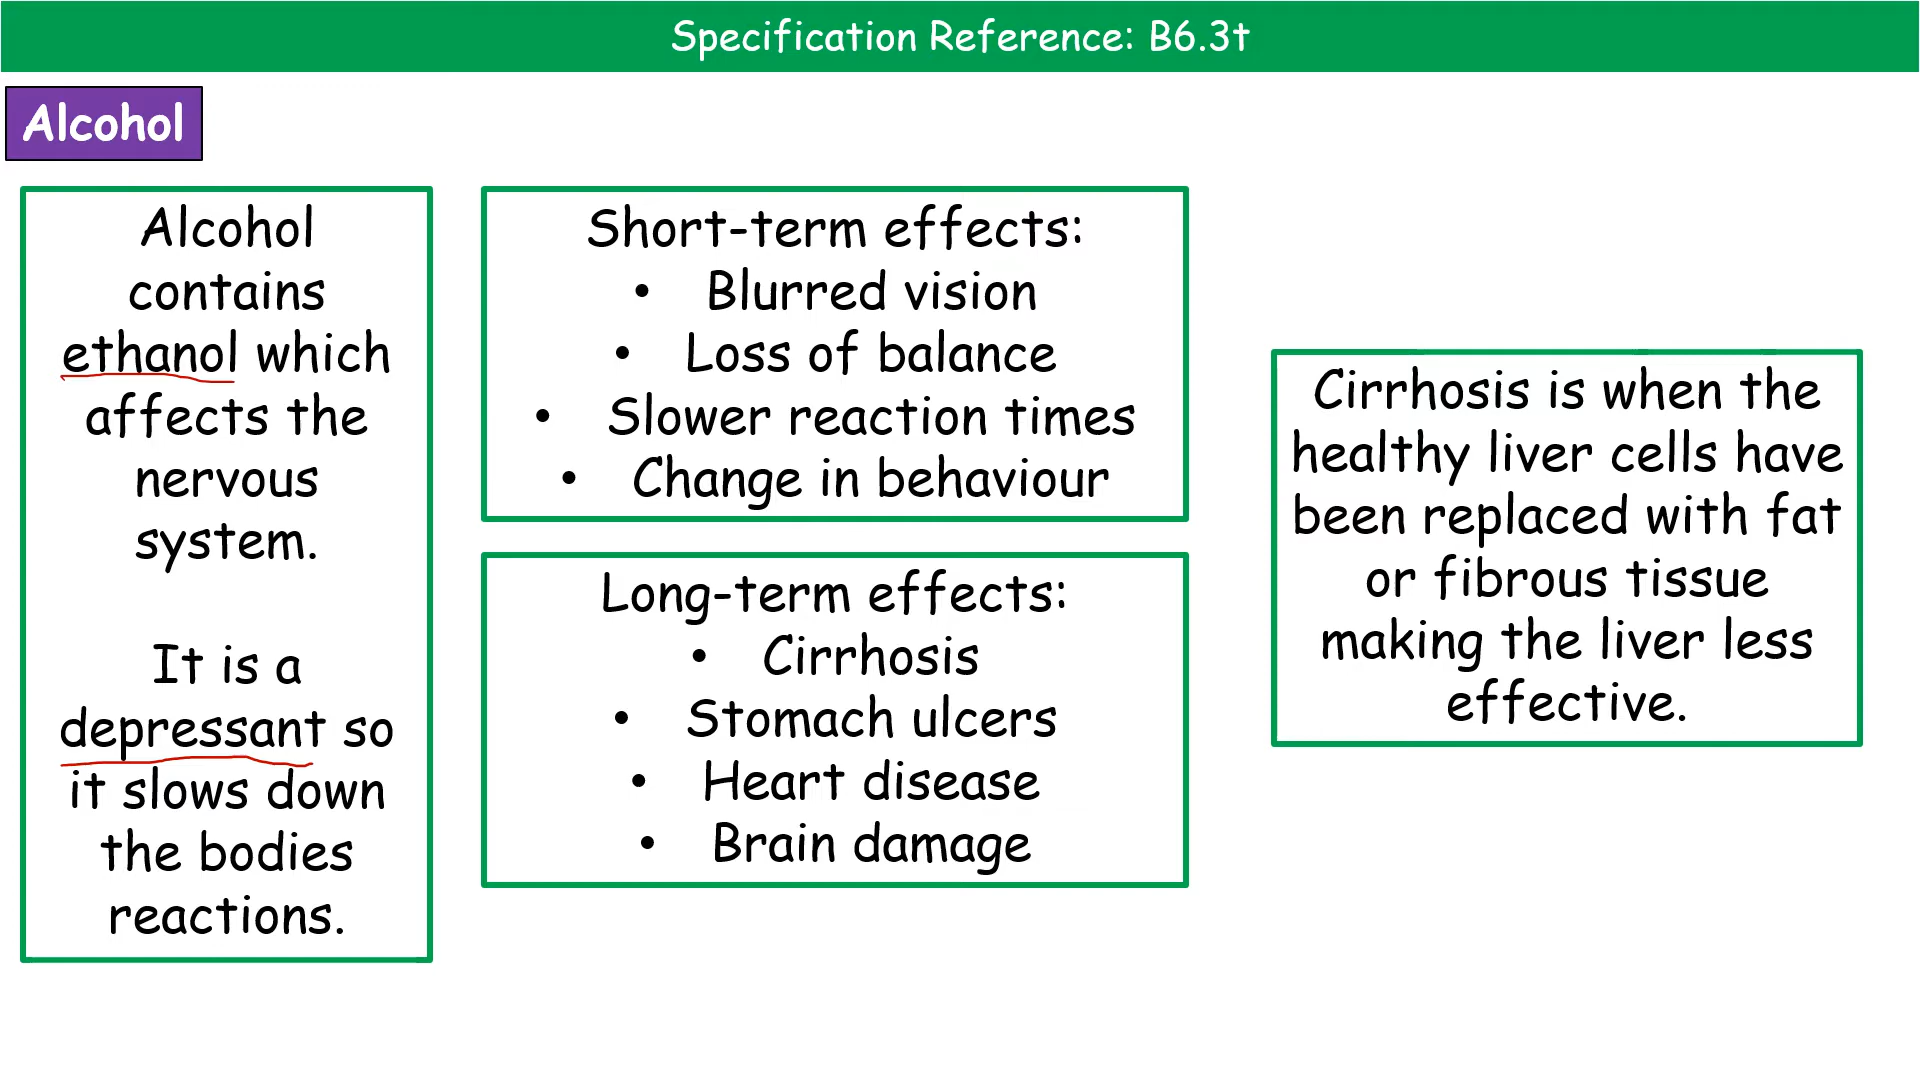 Specification Reference: B6.3t
Alcohol
Alcohol
contains
ethanol which
affects the
nervous
system.
It is a
depressant so
it slows down
the bodies
reactions.
Short-term effects:
• Blurred vision
• Loss of balance
• Slower reaction times
• Change in behaviour
Long-term effects:
• Cirrhosis
• Stomach ulcers
• Heart disease
• Brain damage
Cirrhosis is when the
healthy liver cells have
been replaced with fat
or fibrous tissue
making the liver less
effective.